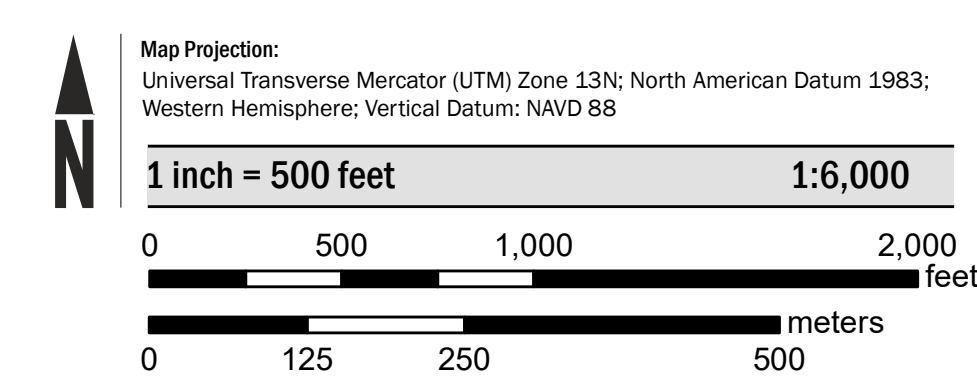 N
Map Projection:
Universal Transverse Mercator (UTM) Zone 13N; North American Datum 1983;
Western Hemisphere; Vertical Datum: NAVD 88
1 inch = 500 feet 1:6,000
0 500 1,000 2,000
feet
meters
0 125 250 500